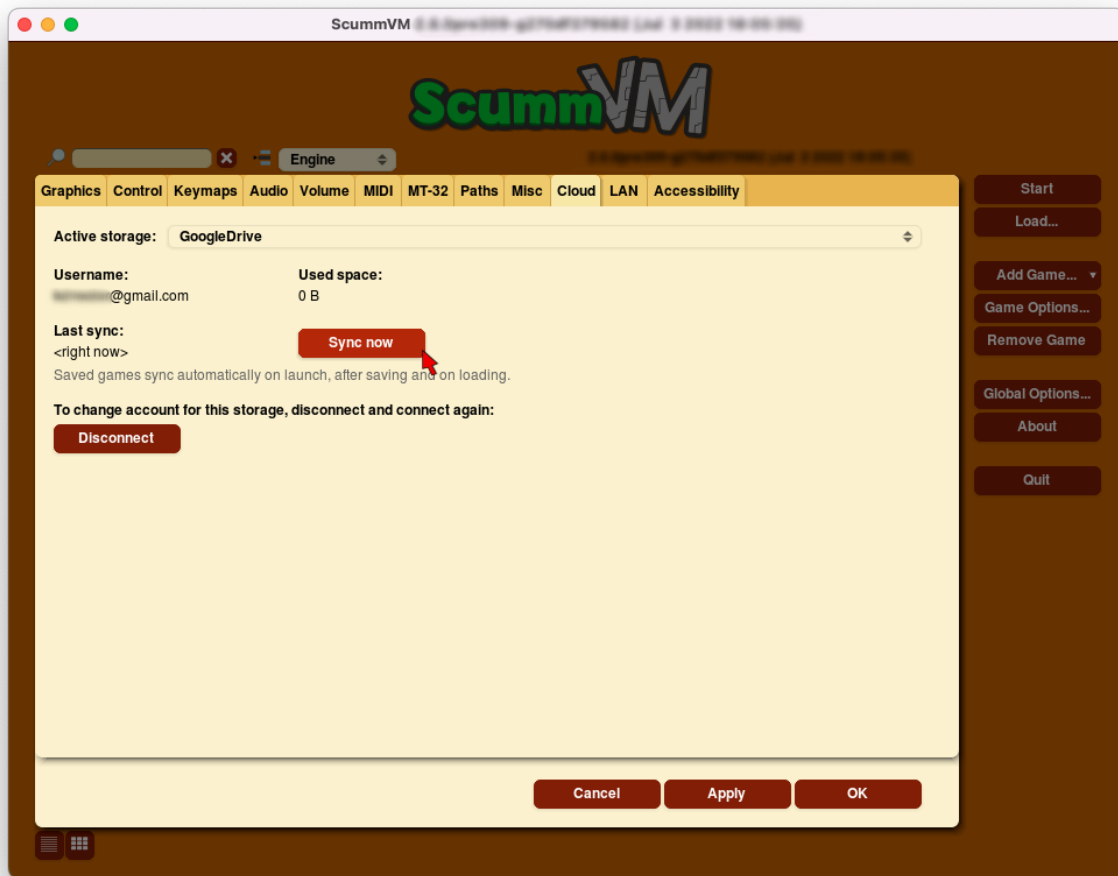 ScummVM
ScummVM
Engine
Graphics Control Keymaps Audio Volume MIDI MT-32 Paths Misc Cloud LAN Accessibility
Active storage: GoogleDrive
Username: Used space:
@gmail.com 0 B
Last sync:
<right now> Sync now
Saved games sync automatically on launch, after saving and on loading.
To change account for this storage, disconnect and connect again:
Disconnect
Cancel Apply OK
Start
Load...
Add Game...
Game Options...
Remove Game
Global Options...
About
Quit